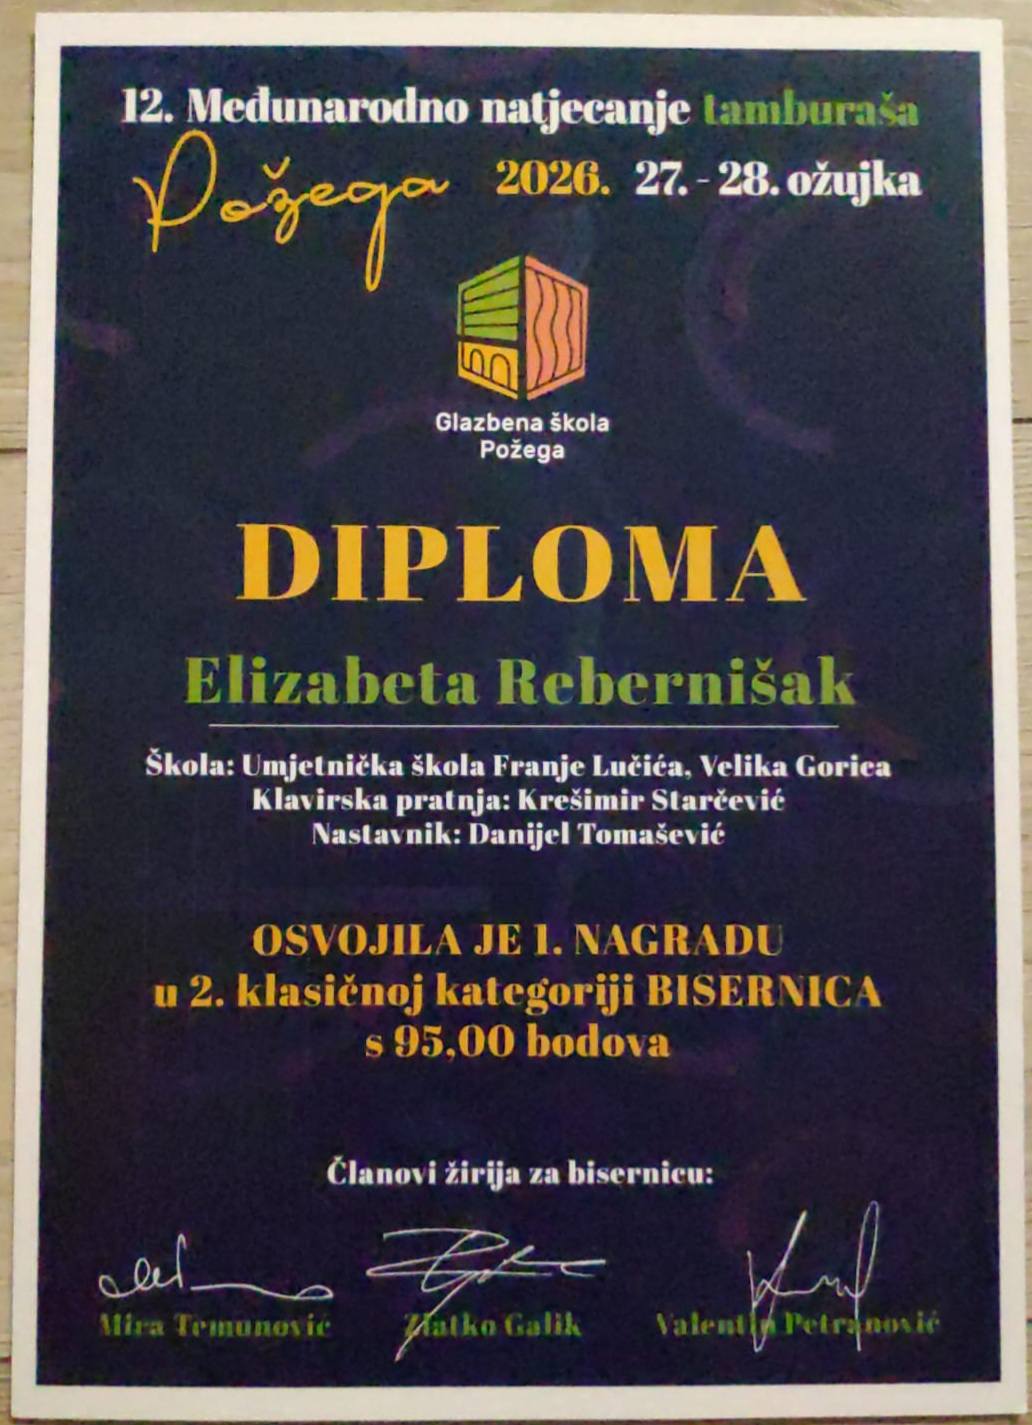 12. Međunarodno natjecanje tamburaša
Požega 2026. 27. - 28. ožujka
Glazbena škola
Požega
DIPLOMA
Elizabeta Rebernišak
Škola: Umjetnička škola Franje Lučića, Velika Gorica
Klavirska pratnja: Krešimir Starčević
Nastavnik: Danijel Tomašević
OSVOJILA JE 1. NAGRADU
u 2. klasičnoj kategoriji BISERNICA
s 95,00 bodova
Članovi žirija za bisernicu:
Mira Temunović Zlatko Galik Valentin Petranović